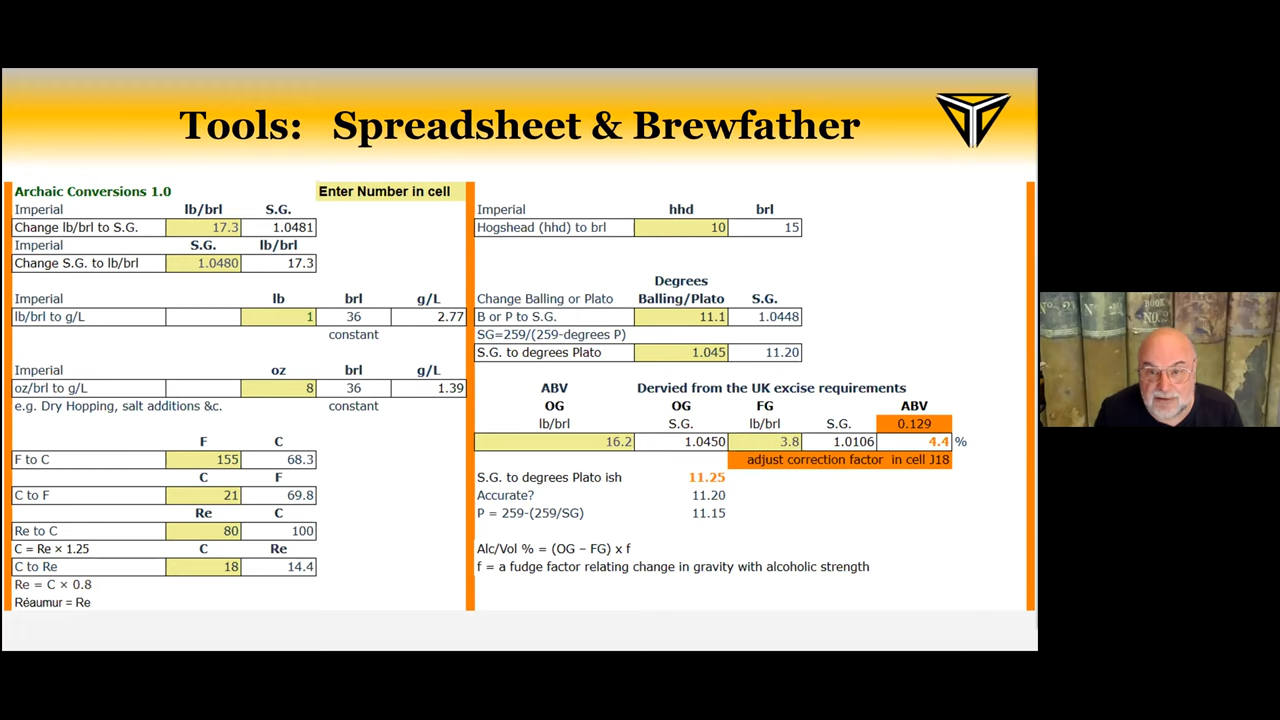 Tools: Spreadsheet & Brewfather
Archaic Conversions 1.0 Enter Number in cell
Imperial lb/brl S.G.
Change lb/brl to S.G. 17.3 1.0481
Imperial S.G. lb/brl
Change S.G. to lb/brl 1.0480 17.3
Imperial lb brl g/L
lb/brl to g/L 1 36 2.77
constant
Imperial oz brl g/L
oz/brl to g/L 8 36 1.39
e.g. Dry Hopping, salt additions &c. constant
F C
F to C 155 68.3
C F
C to F 21 69.8
Re C
Re to C 80 100
C = Re × 1.25 C Re
C to Re 18 14.4
Re = C × 0.8
Réaumur = Re
Imperial hhd brl
Hogshead (hhd) to brl 10 15
Degrees
Change Balling or Plato Balling/Plato S.G.
B or P to S.G. 11.1 1.0448
SG=259/(259-degrees P)
S.G. to degrees Plato 1.045 11.20
ABV Dervied from the UK excise requirements
OG OG FG ABV
lb/brl S.G. lb/brl S.G. 0.129
16.2 1.0450 3.8 1.0106 4.4 %
adjust correction factor in cell J18
S.G. to degrees Plato ish 11.25
Accurate? 11.20
P = 259-(259/SG) 11.15
Alc/Vol % = (OG – FG) x f
f = a fudge factor relating change in gravity with alcoholic strength
BOOK
NO.